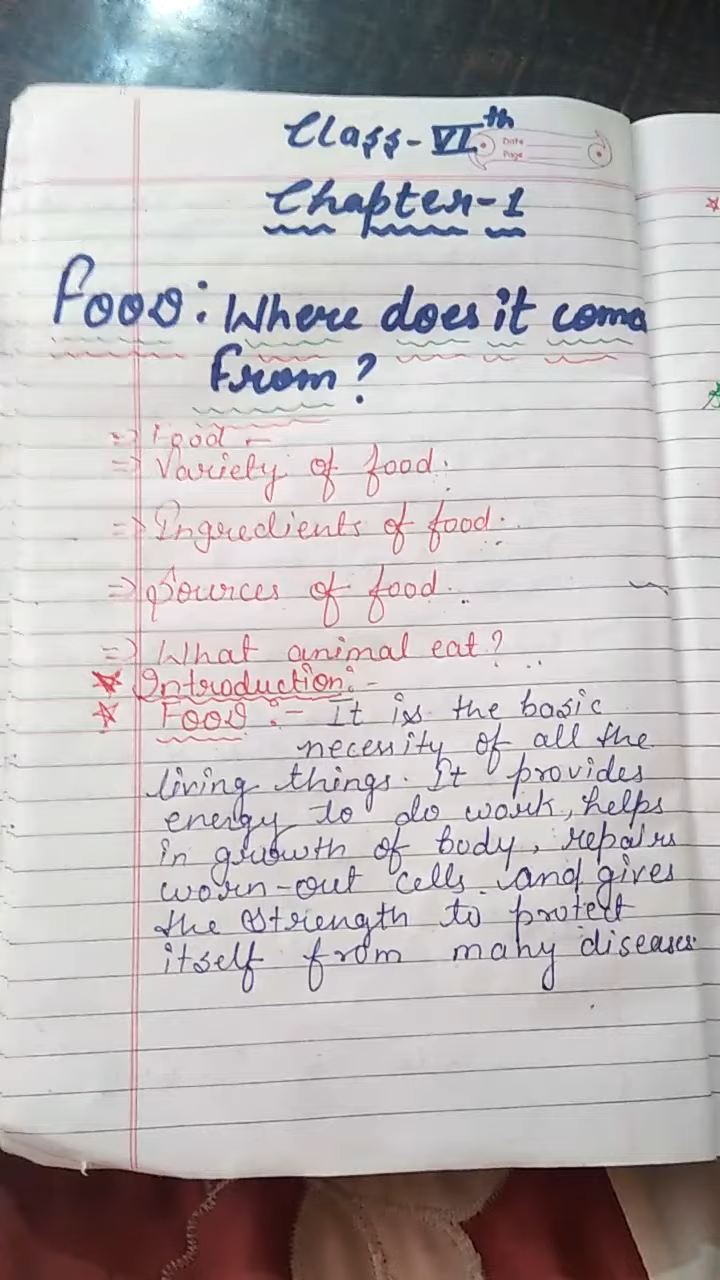 Class-VIth
Date
Page
Chapter-1
Food: Where does it come
From?
=> Food -
=> Variety of food.
=> Ingredients of food.
=> Sources of food.
=> What animal eat?
★ Introduction:-
☆ Food :- It is the basic
necessity of all the
living things. It provides
energy to do work, helps
in growth of body, repairs
worn-out cells and gives
the strength to protect
itself from many diseases.